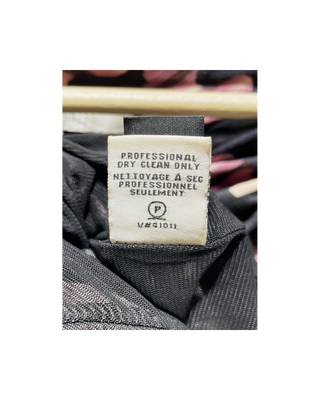 PROFESSIONAL
DRY CLEAN ONLY
NETTOYAGE À SEC
PROFESSIONNEL
SEULEMENT
P
V#41011